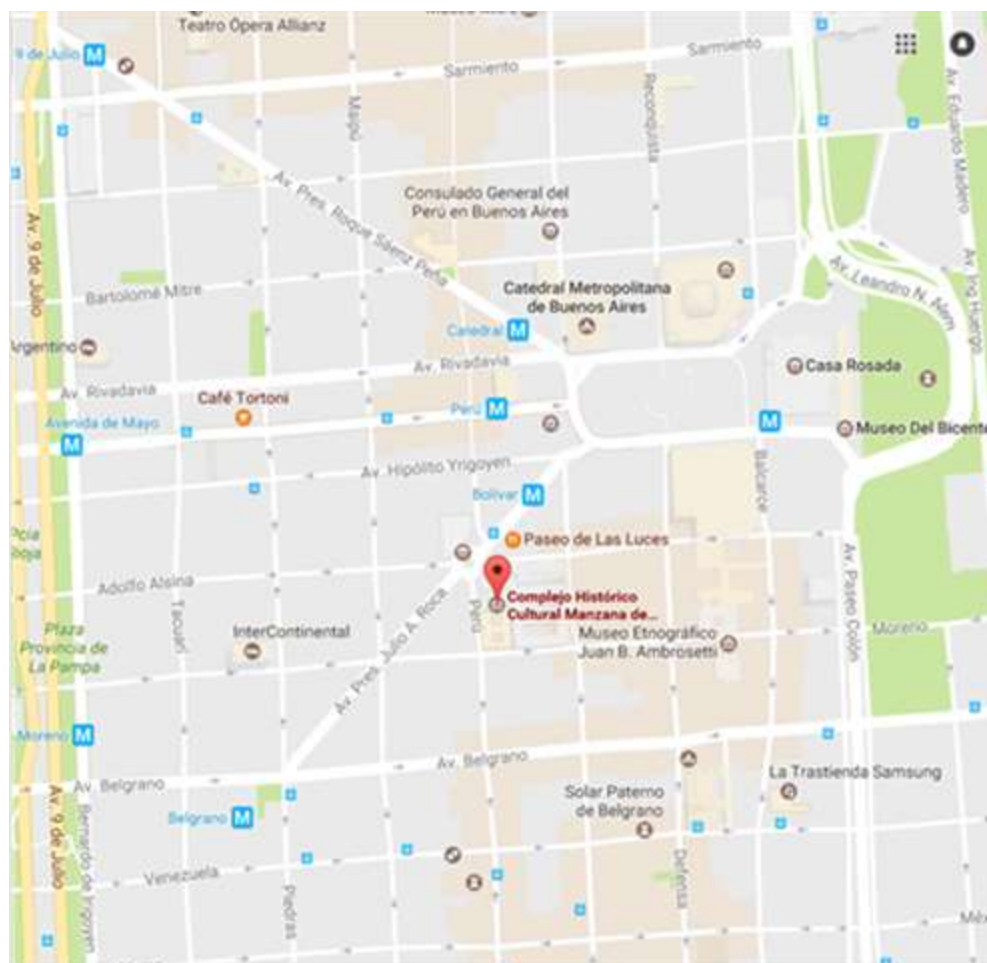 Teatro Opera Allianz
9 de Julio
M
Sarmiento
Sarmiento
Maipú
Reconquista
Av. Eduardo Madero
Av. Pres. Roque Sáenz Peña
Consulado General del
Perú en Buenos Aires
Av. 9 de Julio
Bartolomé Mitre
Catedral Metropolitana
de Buenos Aires
Av. Leandro N. Alem
Av. Ing Huergo
Catedral
M
Argentino
Av. Rivadavia
Av. Rivadavia
Casa Rosada
Café Tortoni
Perú
M
Avenida de Mayo
M
M
Museo Del Bicente
Av. Hipólito Yrigoyen
Bolívar
M
Balcarce
Pcia
Rioja
Paseo de Las Luces
Adolfo Alsina
Complejo Histórico
Cultural Manzana de...
Tacuarí
Perú
Av. Pres. Julio A. Roca
Av. Paseo Colón
Plaza
Provincia de
La Pampa
InterContinental
Museo Etnográfico
Juan B. Ambrosetti
Moreno
Moreno
M
Av. Belgrano
Av. Belgrano
La Trastienda Samsung
Solar Paterno
de Belgrano
Belgrano
M
Av. 9 de Julio
Bernardo de Irigoyen
Venezuela
Piedras
Defensa
Méx